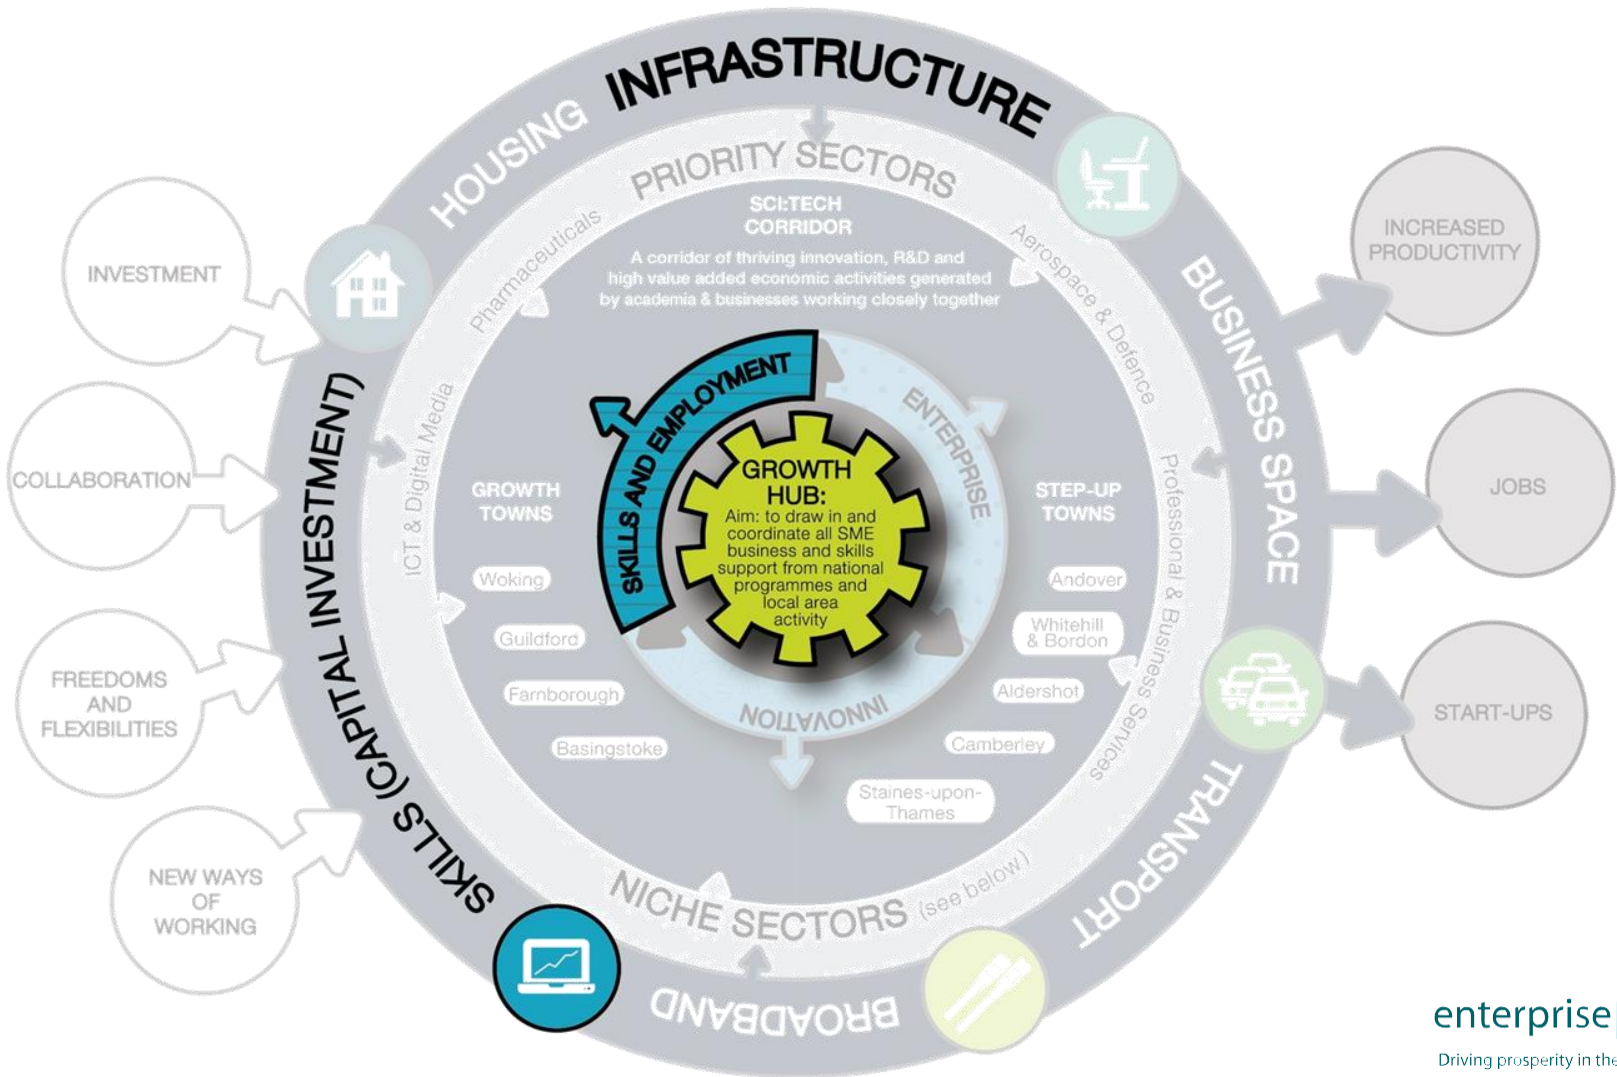 INFRASTRUCTURE
HOUSING
BUSINESS SPACE
TRANSPORT
BROADBAND
SKILLS (CAPITAL INVESTMENT)
PRIORITY SECTORS
Pharmaceuticals
Aerospace & Defence
ICT & Digital Media
Professional & Business Services
NICHE SECTORS (see below)
SCI:TECH
CORRIDOR
A corridor of thriving innovation, R&D and
high value added economic activities generated
by academia & businesses working closely together
SKILLS AND EMPLOYMENT
ENTERPRISE
INNOVATION
GROWTH
HUB:
Aim: to draw in and
coordinate all SME
business and skills
support from national
programmes and
local area
activity
GROWTH
TOWNS
Woking
Guildford
Farnborough
Basingstoke
STEP-UP
TOWNS
Andover
Whitehill
& Bordon
Aldershot
Camberley
Staines-upon-
Thames
INVESTMENT
COLLABORATION
FREEDOMS
AND
FLEXIBILITIES
NEW WAYS
OF
WORKING
INCREASED
PRODUCTIVITY
JOBS
START-UPS
enterprise
Driving prosperity in the